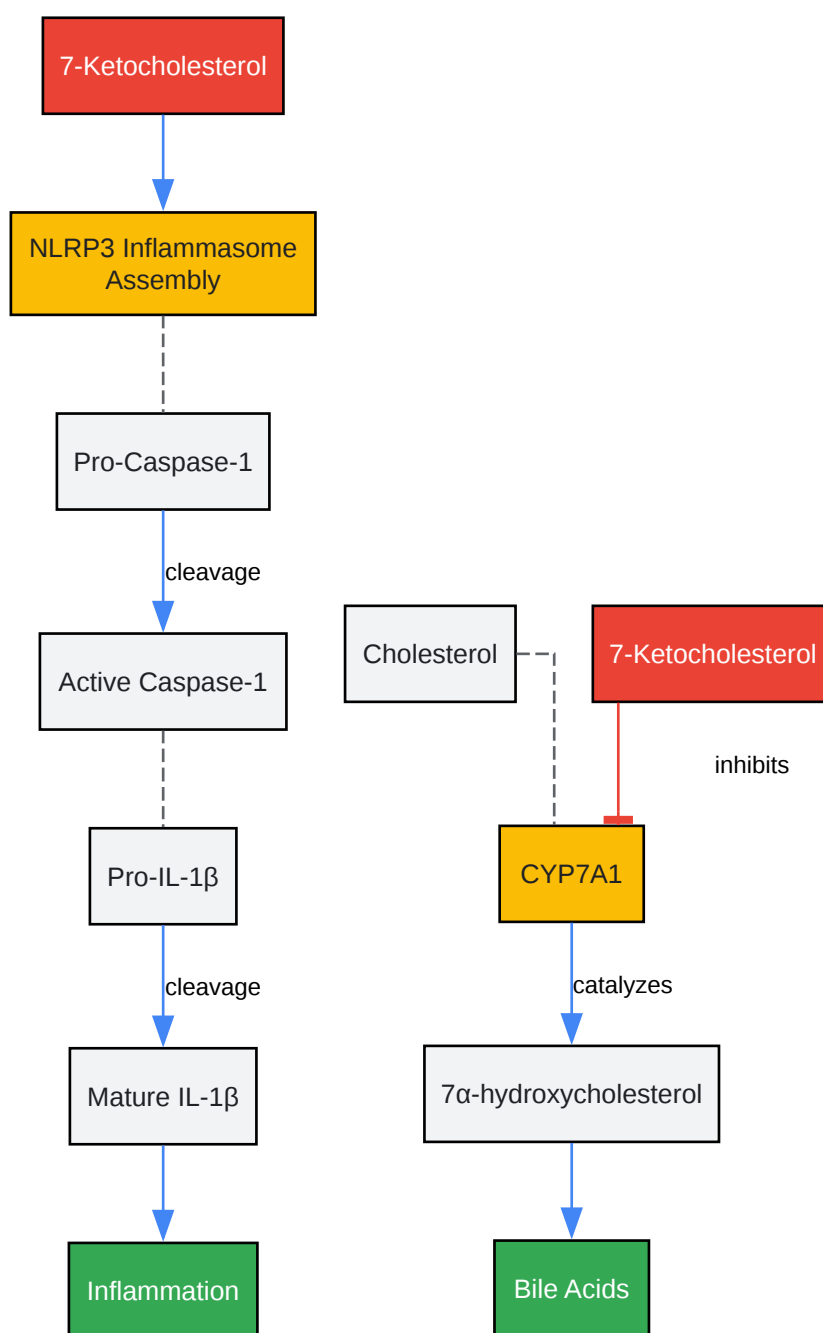 7-Ketocholesterol
NLRP3 Inflammasome
Assembly
Pro-Caspase-1
cleavage
Active Caspase-1
Pro-IL-1β
cleavage
Mature IL-1β
Inflammation
Cholesterol
7-Ketocholesterol
inhibits
CYP7A1
catalyzes
7α-hydroxycholesterol
Bile Acids